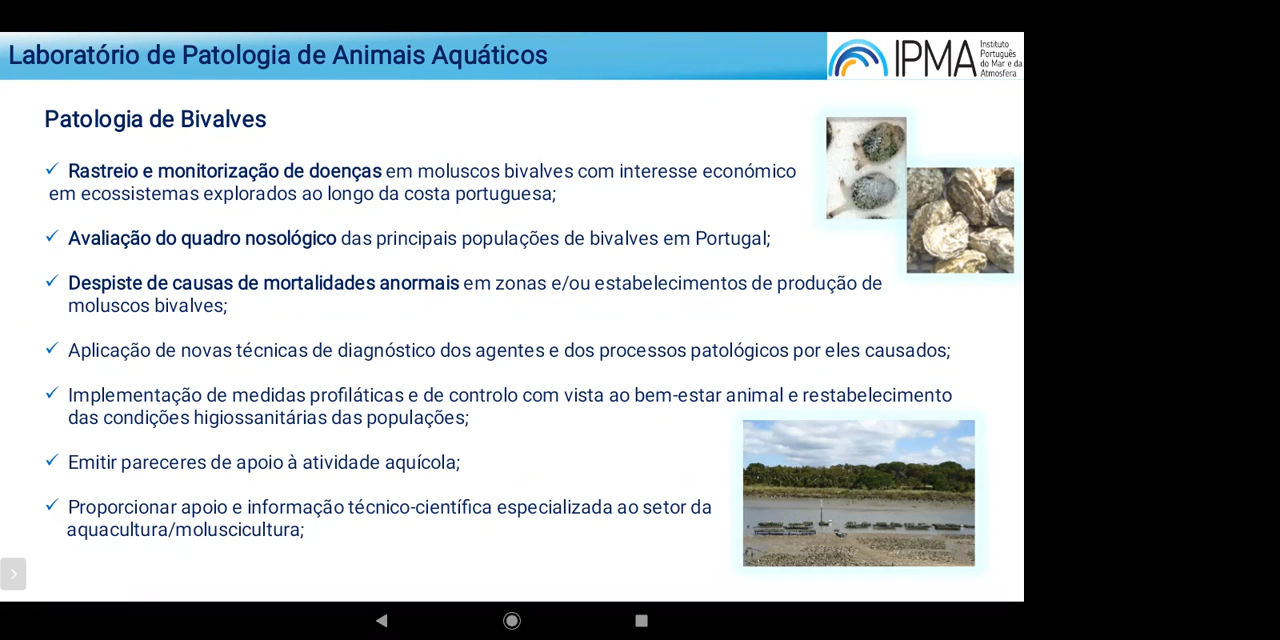 Laboratório de Patologia de Animais Aquáticos
IPMA
Instituto
Português
do Mar e da
Atmosfera
Patologia de Bivalves
✓ Rastreio e monitorização de doenças em moluscos bivalves com interesse económico
em ecossistemas explorados ao longo da costa portuguesa;
✓ Avaliação do quadro nosológico das principais populações de bivalves em Portugal;
✓ Despiste de causas de mortalidades anormais em zonas e/ou estabelecimentos de produção de
moluscos bivalves;
✓ Aplicação de novas técnicas de diagnóstico dos agentes e dos processos patológicos por eles causados;
✓ Implementação de medidas profiláticas e de controlo com vista ao bem-estar animal e restabelecimento
das condições higiossanitárias das populações;
✓ Emitir pareceres de apoio à atividade aquícola;
✓ Proporcionar apoio e informação técnico-científica especializada ao setor da
aquacultura/moluscicultura;